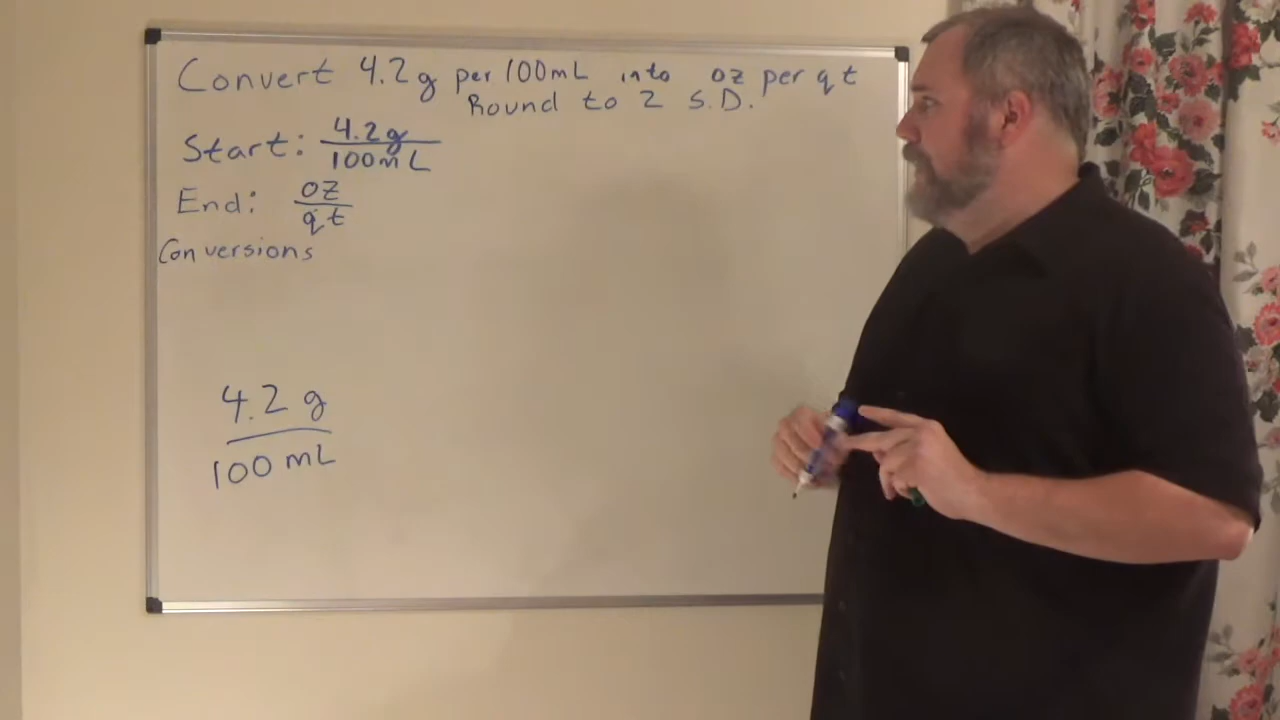 Convert 4.2g per 100mL into oz per qt
Round to 2 S.D.
Start: 4.2g
100mL
End: oz
qt
Conversions
4.2 g
100 mL